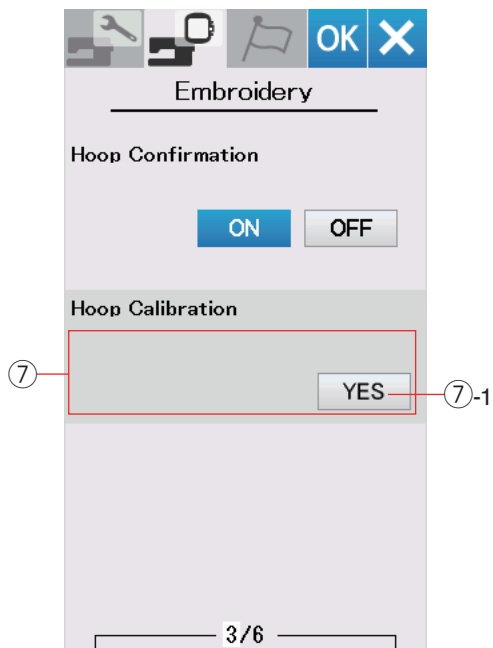 OK X
Embroidery
Hoop Confirmation
ON OFF
Hoop Calibration
⑦
YES ⑦-1
3/6